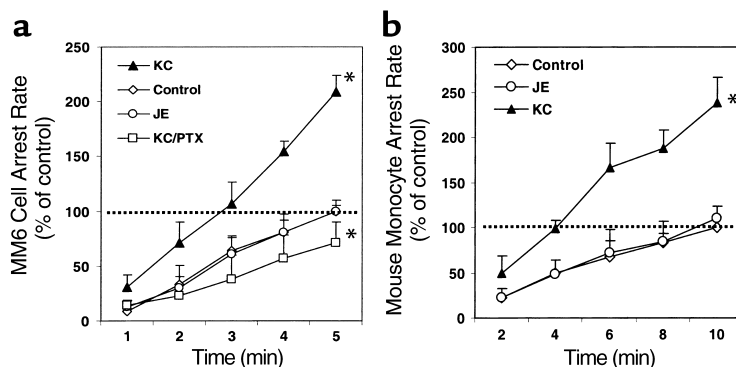 a
MM6 Cell Arrest Rate
(% of control)
250
200
150
100
50
0
KC
Control
JE
KC/PTX
*
*
1 2 3 4 5
Time (min)
b
Mouse Monocyte Arrest Rate
(% of control)
300
250
200
150
100
50
0
Control
JE
KC
*
2 4 6 8 10
Time (min)